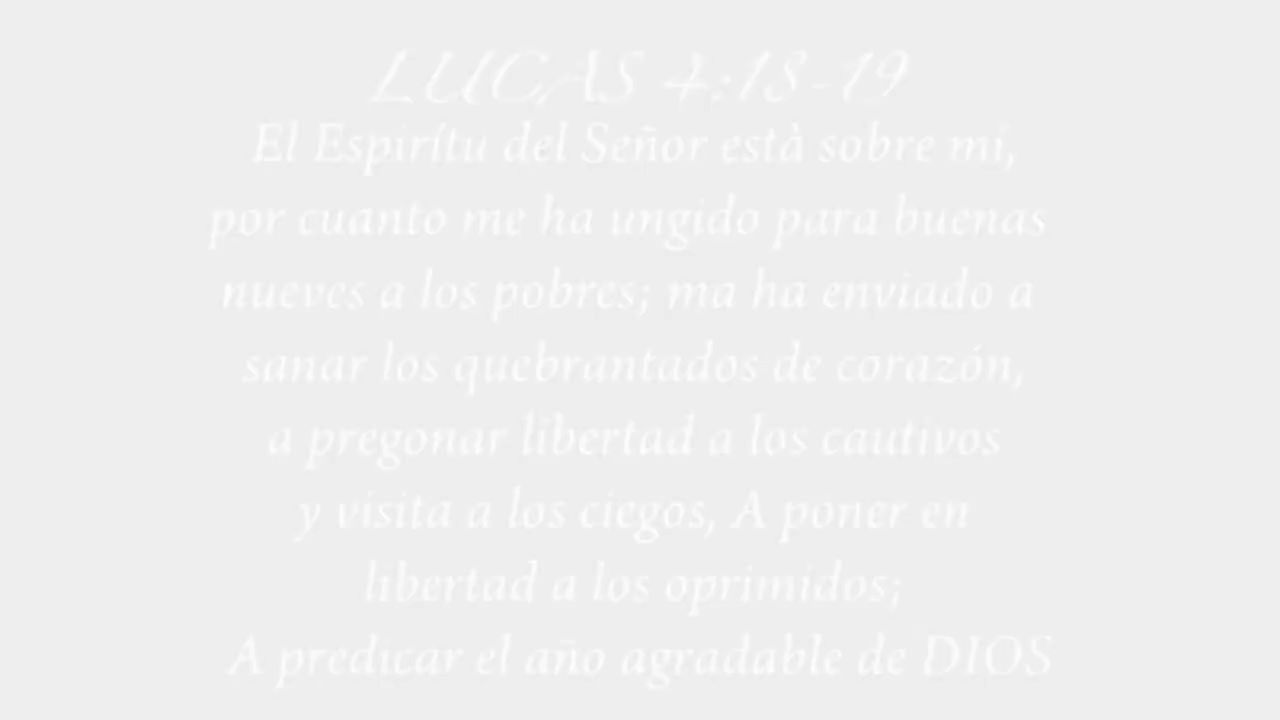 LUCAS 4:18-19
El Espirítu del Señor està sobre mí,
por cuanto me ha ungido para buenas
nueves a los pobres; ma ha enviado a
sanar los quebrantados de corazón,
a pregonar libertad a los cautivos
y visita a los ciegos, A poner en
libertad a los oprimidos;
A predicar el año agradable de DIOS